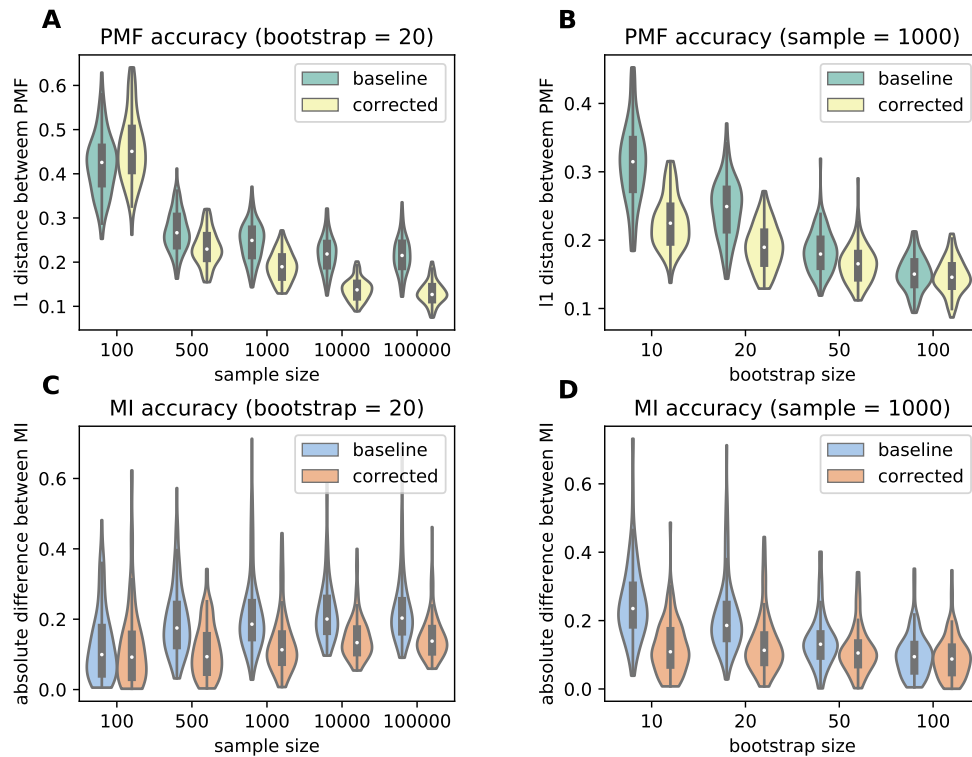 A
PMF accuracy (bootstrap = 20)
l1 distance betweem PMF
0.6
0.5
0.4
0.3
0.2
0.1
baseline
corrected
100 500 1000 10000 100000
sample size
B
PMF accuracy (sample = 1000)
l1 distance betweem PMF
0.4
0.3
0.2
0.1
baseline
corrected
10 20 50 100
bootstrap size
C
MI accuracy (bootstrap = 20)
absolute difference between MI
0.6
0.4
0.2
0.0
baseline
corrected
100 500 1000 10000 100000
sample size
D
MI accuracy (sample = 1000)
absolute difference between MI
0.6
0.4
0.2
0.0
baseline
corrected
10 20 50 100
bootstrap size